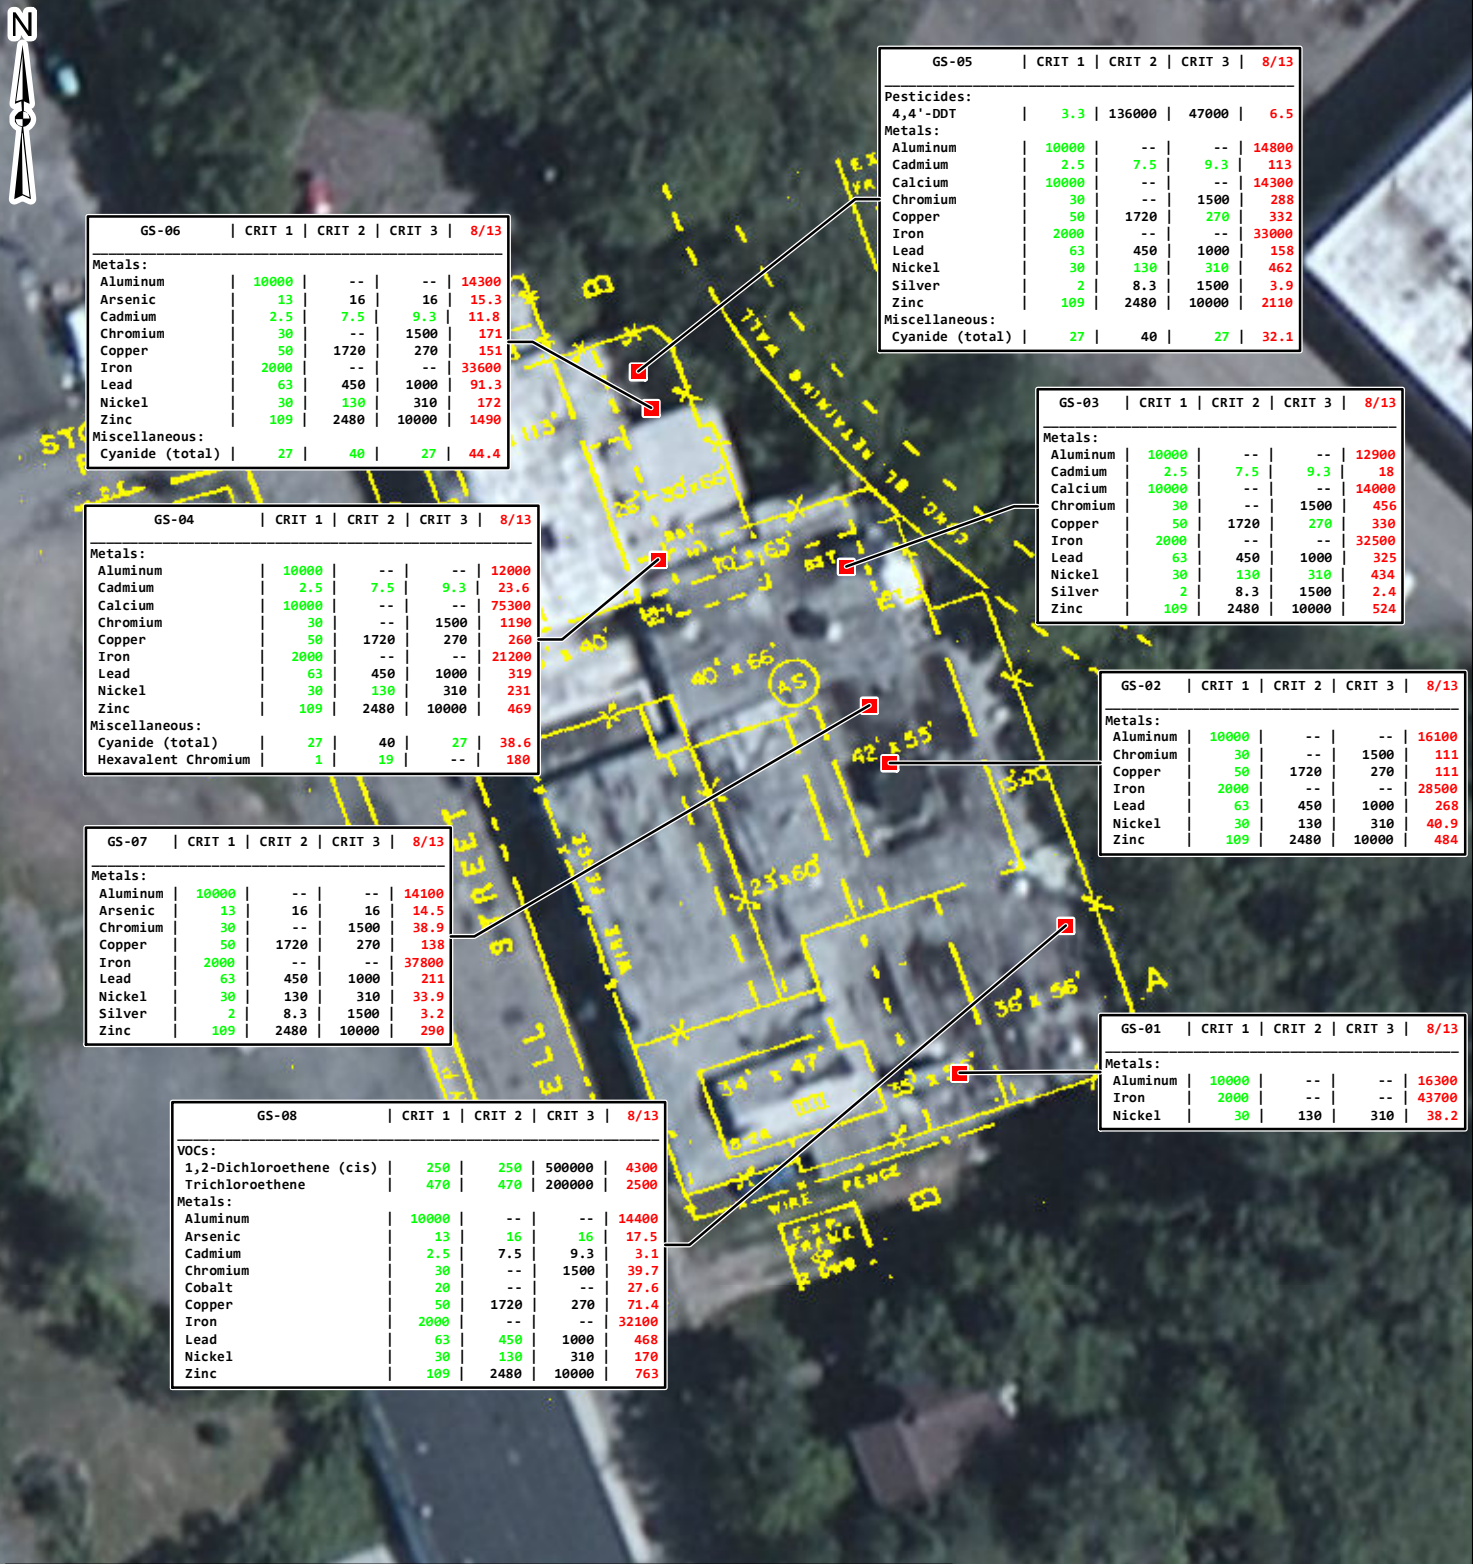 N
GS-05 | CRIT 1 | CRIT 2 | CRIT 3 | 8/13
Pesticides:
4,4'-DDT | 3.3 | 136000 | 47000 | 6.5
Metals:
Aluminum | 10000 | -- | -- | 14800
Cadmium | 2.5 | 7.5 | 9.3 | 113
Calcium | 10000 | -- | -- | 14300
Chromium | 30 | -- | 1500 | 288
Copper | 50 | 1720 | 270 | 332
Iron | 2000 | -- | -- | 33000
Lead | 63 | 450 | 1000 | 158
Nickel | 30 | 130 | 310 | 462
Silver | 2 | 8.3 | 1500 | 3.9
Zinc | 109 | 2480 | 10000 | 2110
Miscellaneous:
Cyanide (total) | 27 | 40 | 27 | 32.1
GS-06 | CRIT 1 | CRIT 2 | CRIT 3 | 8/13
Metals:
Aluminum | 10000 | -- | -- | 14300
Arsenic | 13 | 16 | 16 | 15.3
Cadmium | 2.5 | 7.5 | 9.3 | 11.8
Chromium | 30 | -- | 1500 | 171
Copper | 50 | 1720 | 270 | 151
Iron | 2000 | -- | -- | 33600
Lead | 63 | 450 | 1000 | 91.3
Nickel | 30 | 130 | 310 | 172
Zinc | 109 | 2480 | 10000 | 1490
Miscellaneous:
Cyanide (total) | 27 | 40 | 27 | 44.4
B
RETAINING WALL
GS-03 | CRIT 1 | CRIT 2 | CRIT 3 | 8/13
Metals:
Aluminum | 10000 | -- | -- | 12900
Cadmium | 2.5 | 7.5 | 9.3 | 18
Calcium | 10000 | -- | -- | 14000
Chromium | 30 | -- | 1500 | 456
Copper | 50 | 1720 | 270 | 330
Iron | 2000 | -- | -- | 32500
Lead | 63 | 450 | 1000 | 325
Nickel | 30 | 130 | 310 | 434
Silver | 2 | 8.3 | 1500 | 2.4
Zinc | 109 | 2480 | 10000 | 524
GS-04 | CRIT 1 | CRIT 2 | CRIT 3 | 8/13
Metals:
Aluminum | 10000 | -- | -- | 12000
Cadmium | 2.5 | 7.5 | 9.3 | 23.6
Calcium | 10000 | -- | -- | 75300
Chromium | 30 | -- | 1500 | 1190
Copper | 50 | 1720 | 270 | 260
Iron | 2000 | -- | -- | 21200
Lead | 63 | 450 | 1000 | 319
Nickel | 30 | 130 | 310 | 231
Zinc | 109 | 2480 | 10000 | 469
Miscellaneous:
Cyanide (total) | 27 | 40 | 27 | 38.6
Hexavalent Chromium | 1 | 19 | -- | 180
x 40'
40' x 66'
AS
42' x 55'
GS-02 | CRIT 1 | CRIT 2 | CRIT 3 | 8/13
Metals:
Aluminum | 10000 | -- | -- | 16100
Chromium | 30 | -- | 1500 | 111
Copper | 50 | 1720 | 270 | 111
Iron | 2000 | -- | -- | 28500
Lead | 63 | 450 | 1000 | 268
Nickel | 30 | 130 | 310 | 40.9
Zinc | 109 | 2480 | 10000 | 484
GS-07 | CRIT 1 | CRIT 2 | CRIT 3 | 8/13
Metals:
Aluminum | 10000 | -- | -- | 14100
Arsenic | 13 | 16 | 16 | 14.5
Chromium | 30 | -- | 1500 | 38.9
Copper | 50 | 1720 | 270 | 138
Iron | 2000 | -- | -- | 37800
Lead | 63 | 450 | 1000 | 211
Nickel | 30 | 130 | 310 | 33.9
Silver | 2 | 8.3 | 1500 | 3.2
Zinc | 109 | 2480 | 10000 | 290
STREET
WIRE FENCE
23'x60'
36' x 56'
A
34' x 47'
GS-01 | CRIT 1 | CRIT 2 | CRIT 3 | 8/13
Metals:
Aluminum | 10000 | -- | -- | 16300
Iron | 2000 | -- | -- | 43700
Nickel | 30 | 130 | 310 | 38.2
GS-08 | CRIT 1 | CRIT 2 | CRIT 3 | 8/13
VOCs:
1,2-Dichloroethene (cis) | 250 | 250 | 500000 | 4300
Trichloroethene | 470 | 470 | 200000 | 2500
Metals:
Aluminum | 10000 | -- | -- | 14400
Arsenic | 13 | 16 | 16 | 17.5
Cadmium | 2.5 | 7.5 | 9.3 | 3.1
Chromium | 30 | -- | 1500 | 39.7
Cobalt | 20 | -- | -- | 27.6
Copper | 50 | 1720 | 270 | 71.4
Iron | 2000 | -- | -- | 32100
Lead | 63 | 450 | 1000 | 468
Nickel | 30 | 130 | 310 | 170
Zinc | 109 | 2480 | 10000 | 763
WIRE FENCE
B